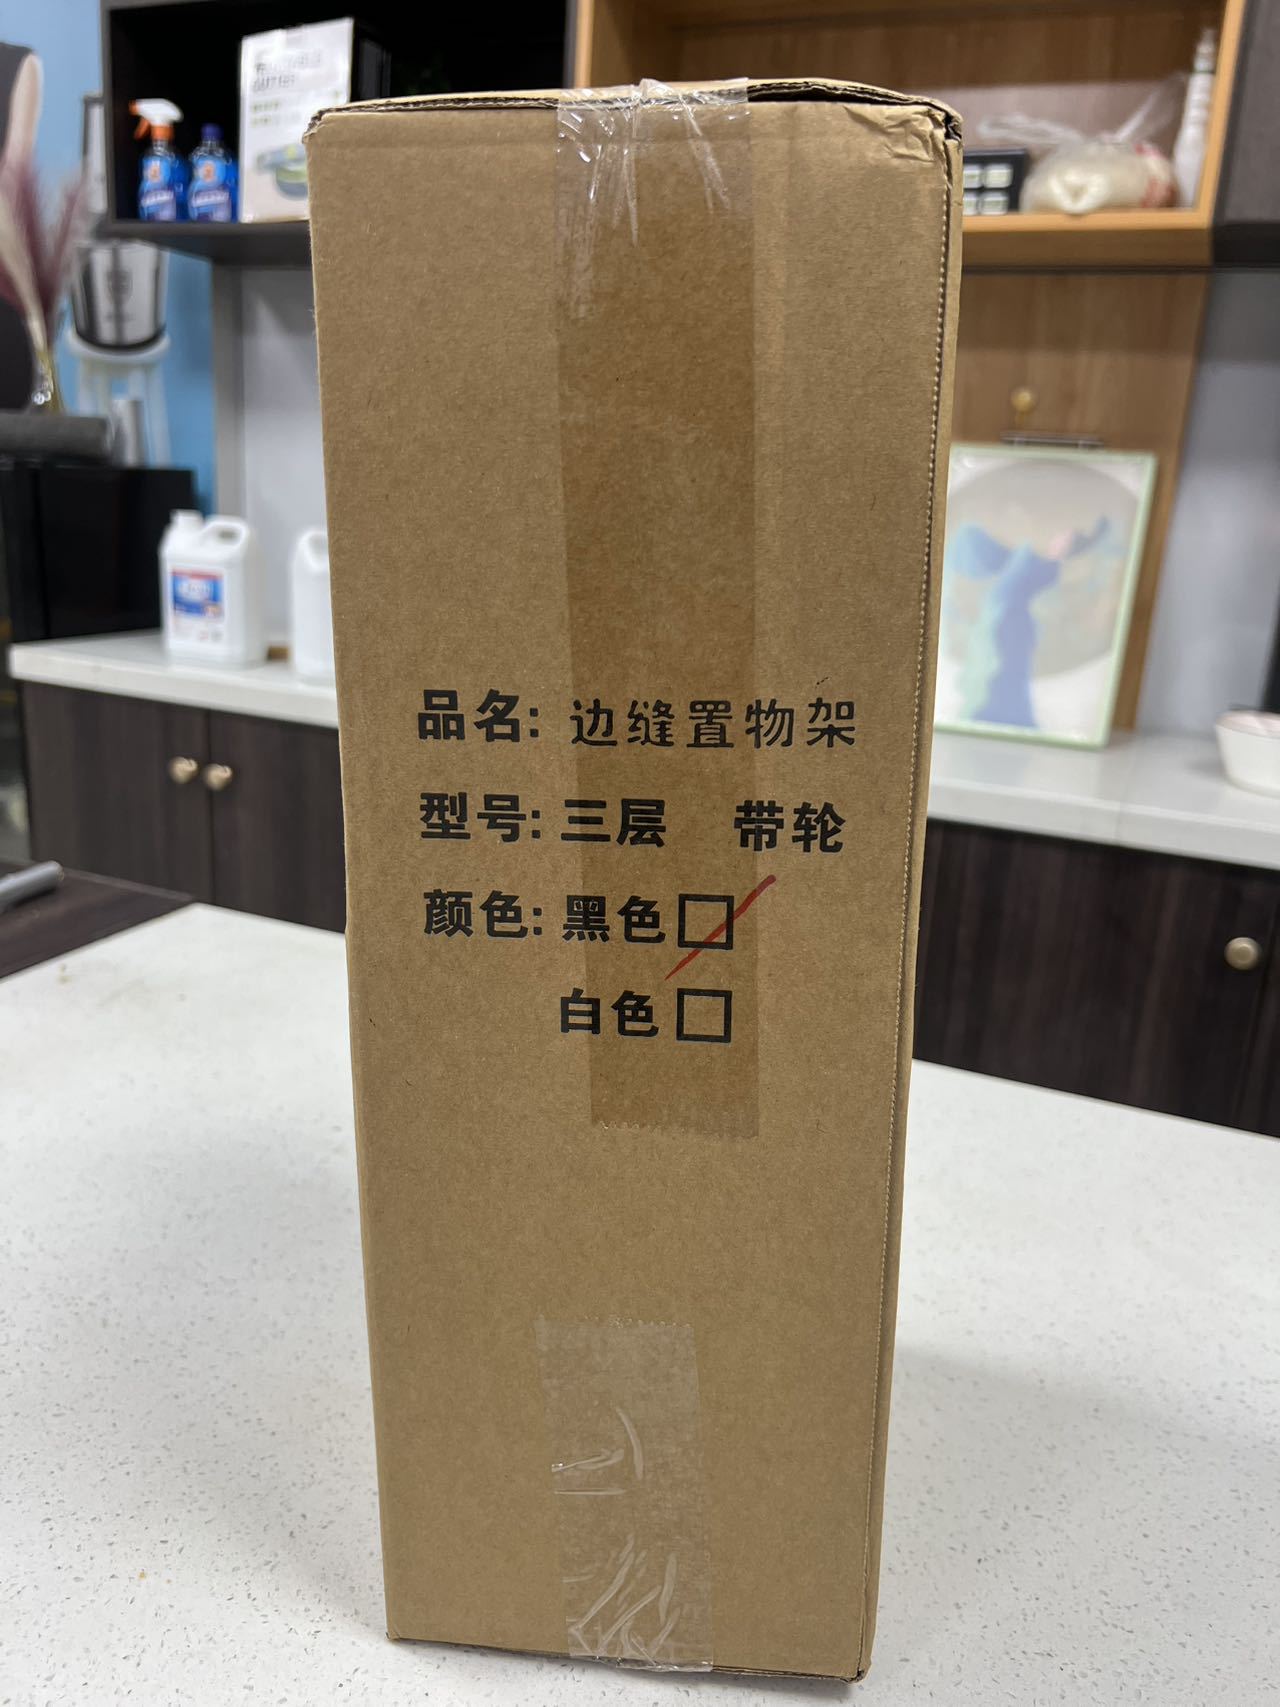 品名: 边缝置物架
型号: 三层 带轮
颜色: 黑色□
白色□